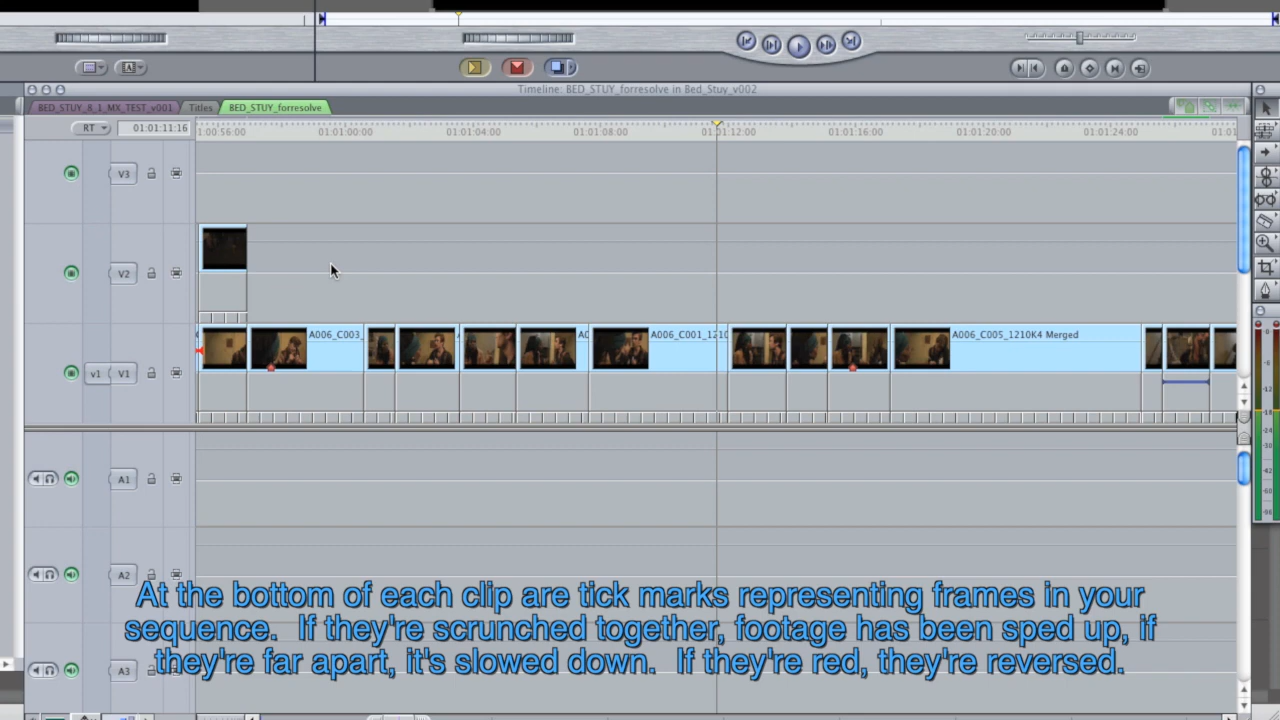 Timeline: BED_STUY_forresolve in Bed_Stuy_v002
BED_STUY_8_1_MX_TEST_v001 Titles BED_STUY_forresolve
RT 01:01:11:16 1:00:56:00 01:01:00:00 01:01:04:00 01:01:08:00 01:01:12:00 01:01:16:00 01:01:20:00 01:01:24:00 01:01
V3
V2
A006_C003_ A006_C001_1210 A006_C005_1210K4 Merged
v1 V1
A1
A2
A3
At the bottom of each clip are tick marks representing frames in your
sequence. If they're scrunched together, footage has been sped up, if
they're far apart, it's slowed down. If they're red, they're reversed.